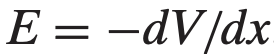 E = −dV/dx